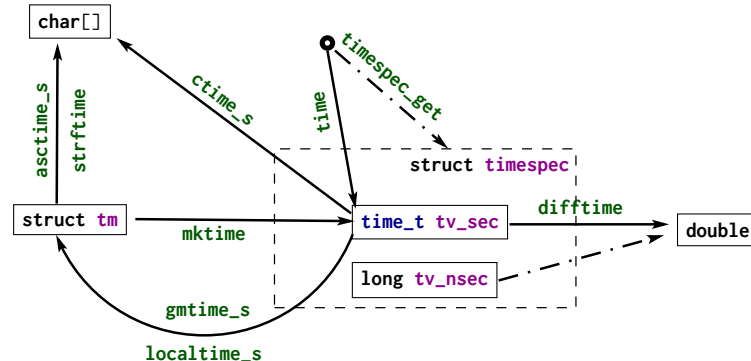 char[]
asctime_s
strftime
ctime_s
time
timespec_get
struct timespec
struct tm
mktime
time_t tv_sec
difftime
double
long tv_nsec
gmtime_s
localtime_s